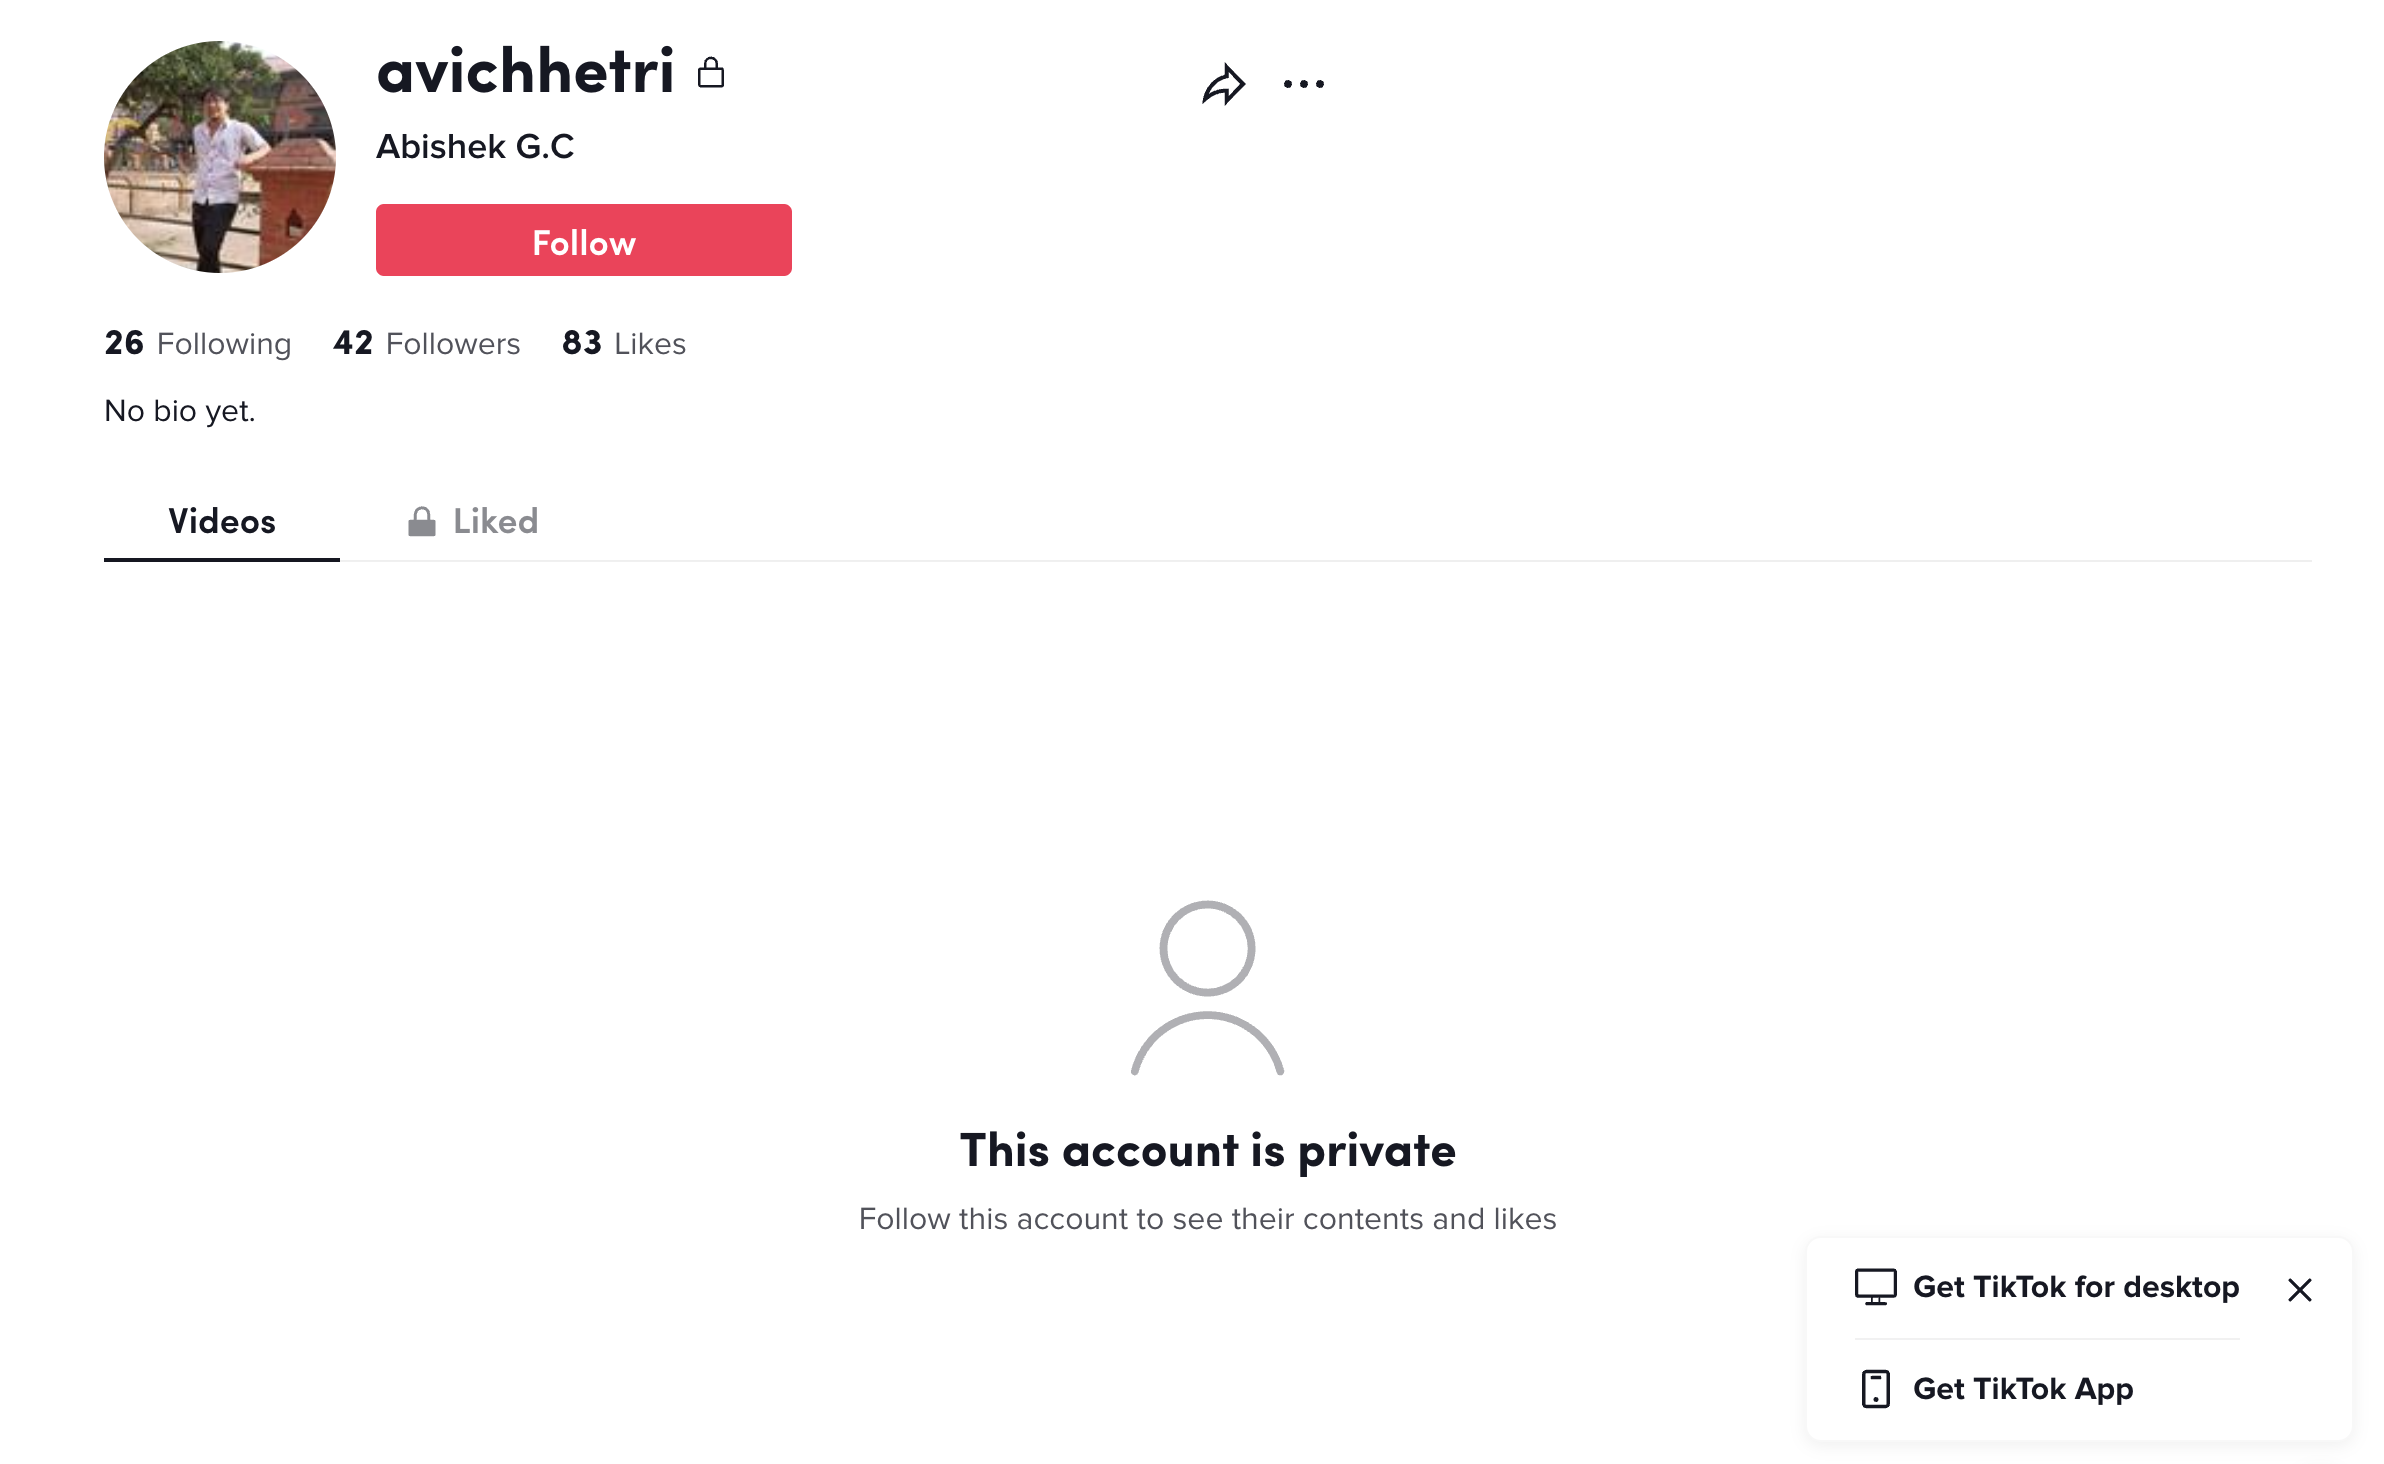 avichhetri
Abishek G.C
Follow
26 Following 42 Followers 83 Likes
No bio yet.
Videos Liked
This account is private
Follow this account to see their contents and likes
Get TikTok for desktop
Get TikTok App